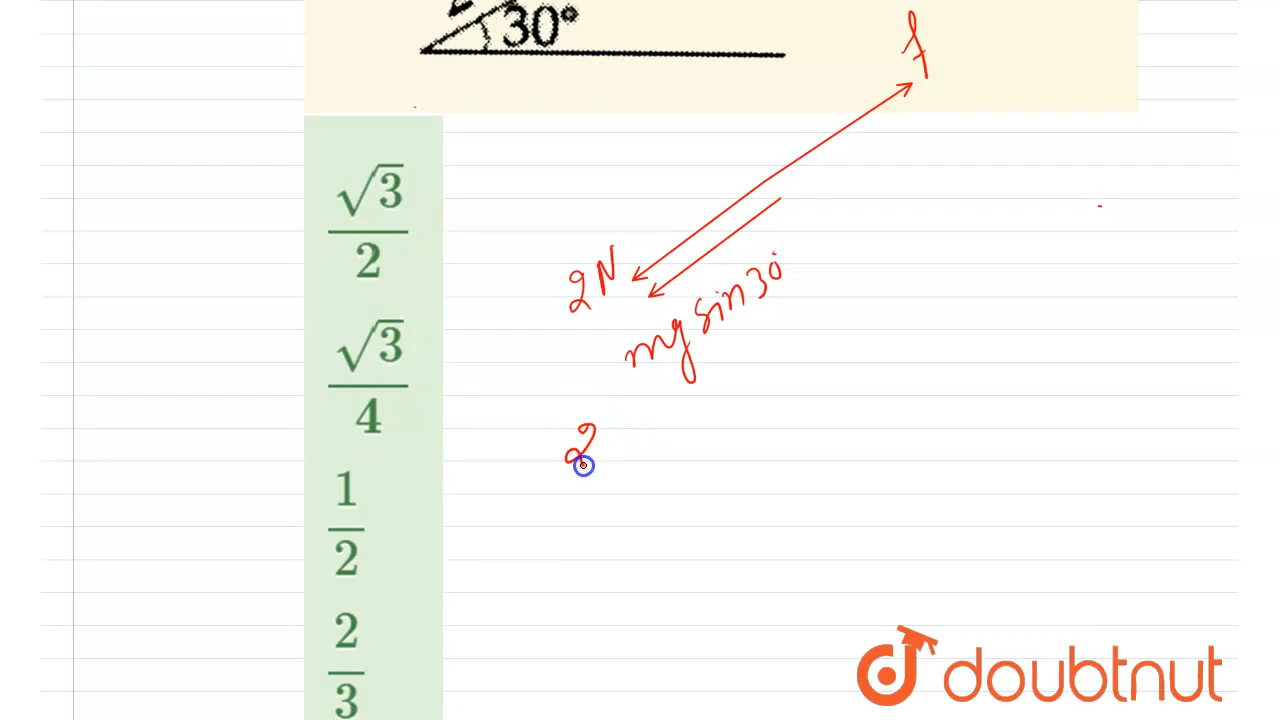 30°
f
√3/2
2N
mg sin 30°
√3/4
2
1/2
2/3
doubtnut